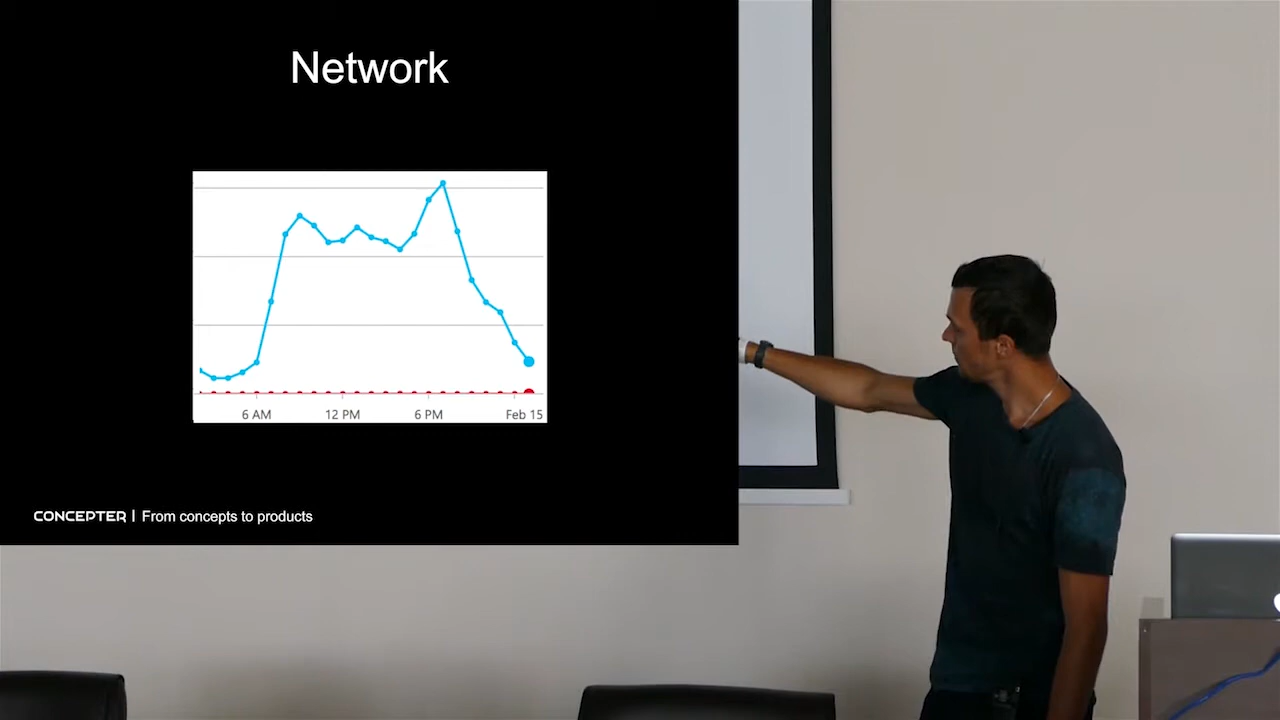 Network
6 AM 12 PM 6 PM Feb 15
CONCEPTER | From concepts to products